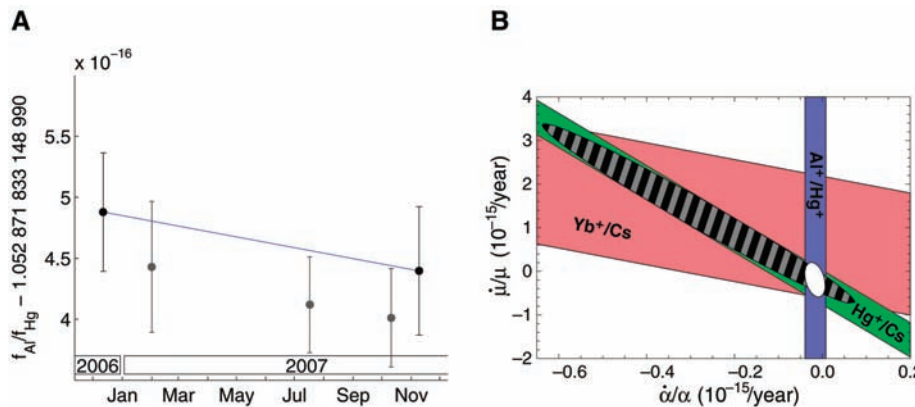 A
x 10⁻¹⁶
f_Al/f_Hg − 1.052 871 833 148 990
5.5
5
4.5
4
2006
2007
Jan
Mar
May
Jul
Sep
Nov
B
μ̇/μ (10⁻¹⁵/year)
4
3
2
1
0
−1
−2
Al⁺/Hg⁺
Yb⁺/Cs
Hg⁺/Cs
−0.6
−0.4
−0.2
0.0
0.2
α̇/α (10⁻¹⁵/year)